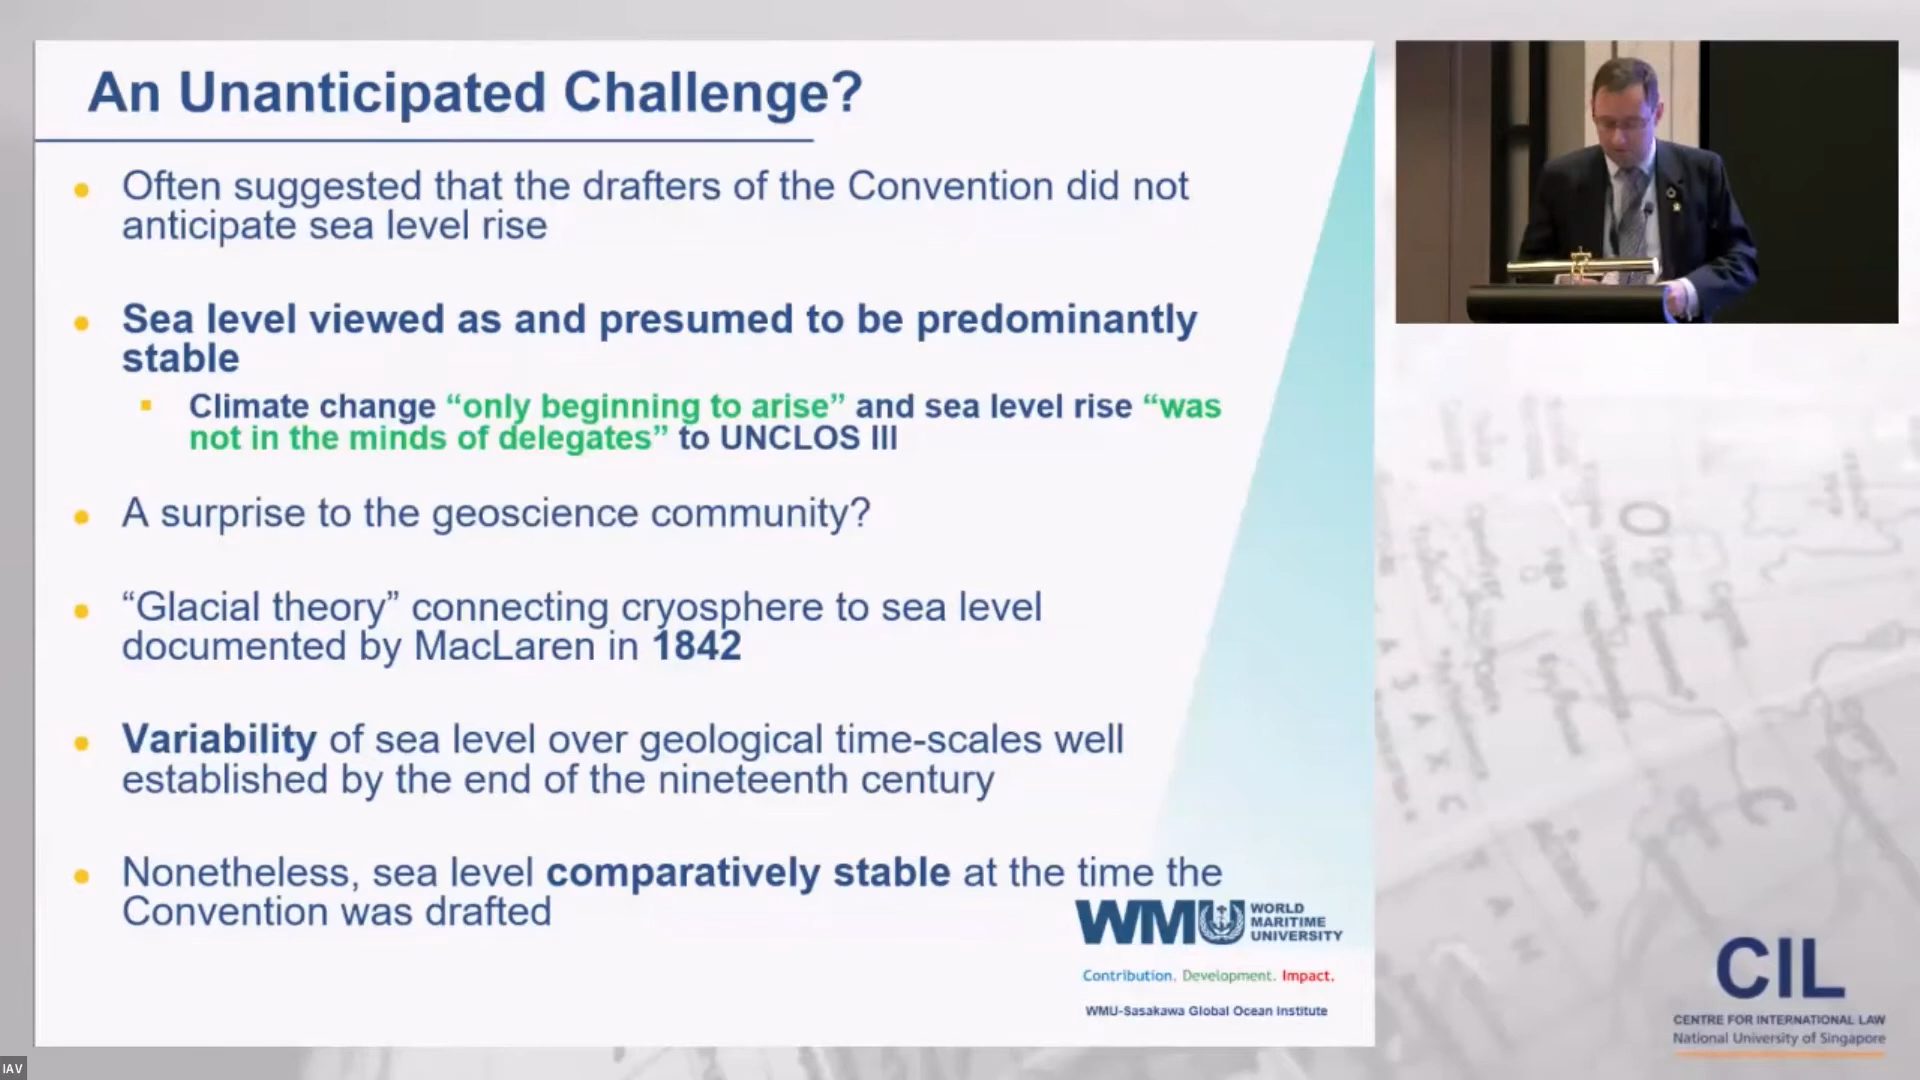 An Unanticipated Challenge?
Often suggested that the drafters of the Convention did not
anticipate sea level rise
Sea level viewed as and presumed to be predominantly
stable
Climate change “only beginning to arise” and sea level rise “was
not in the minds of delegates” to UNCLOS III
A surprise to the geoscience community?
“Glacial theory” connecting cryosphere to sea level
documented by MacLaren in 1842
Variability of sea level over geological time-scales well
established by the end of the nineteenth century
Nonetheless, sea level comparatively stable at the time the
Convention was drafted
WMU WORLD
MARITIME
UNIVERSITY
Contribution. Development. Impact.
WMU-Sasakawa Global Ocean Institute
CIL
CENTRE FOR INTERNATIONAL LAW
National University of Singapore
IAV